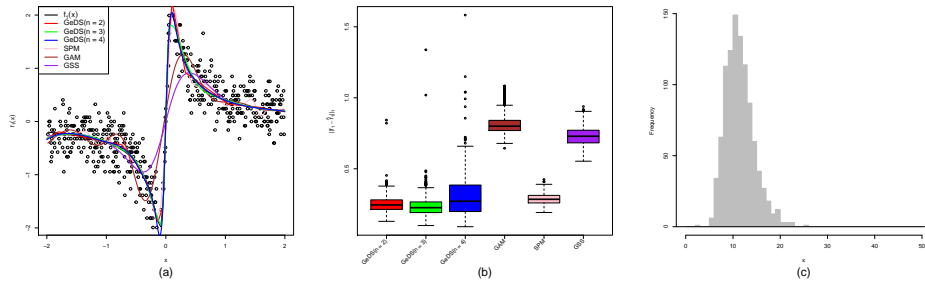 f₁(x)
GeDS(n = 2)
GeDS(n = 3)
GeDS(n = 4)
SPM
GAM
GSS
f₁(x)
2
1
0
−1
−2
−2
−1
0
1
2
x
(a)
1.5
1.0
0.5
GeDS(n = 2)
GeDS(n = 3)
GeDS(n = 4)
GAM
SPM
GSS
(b)
Frequency
150
100
50
0
0
10
20
30
40
50
κ
(c)